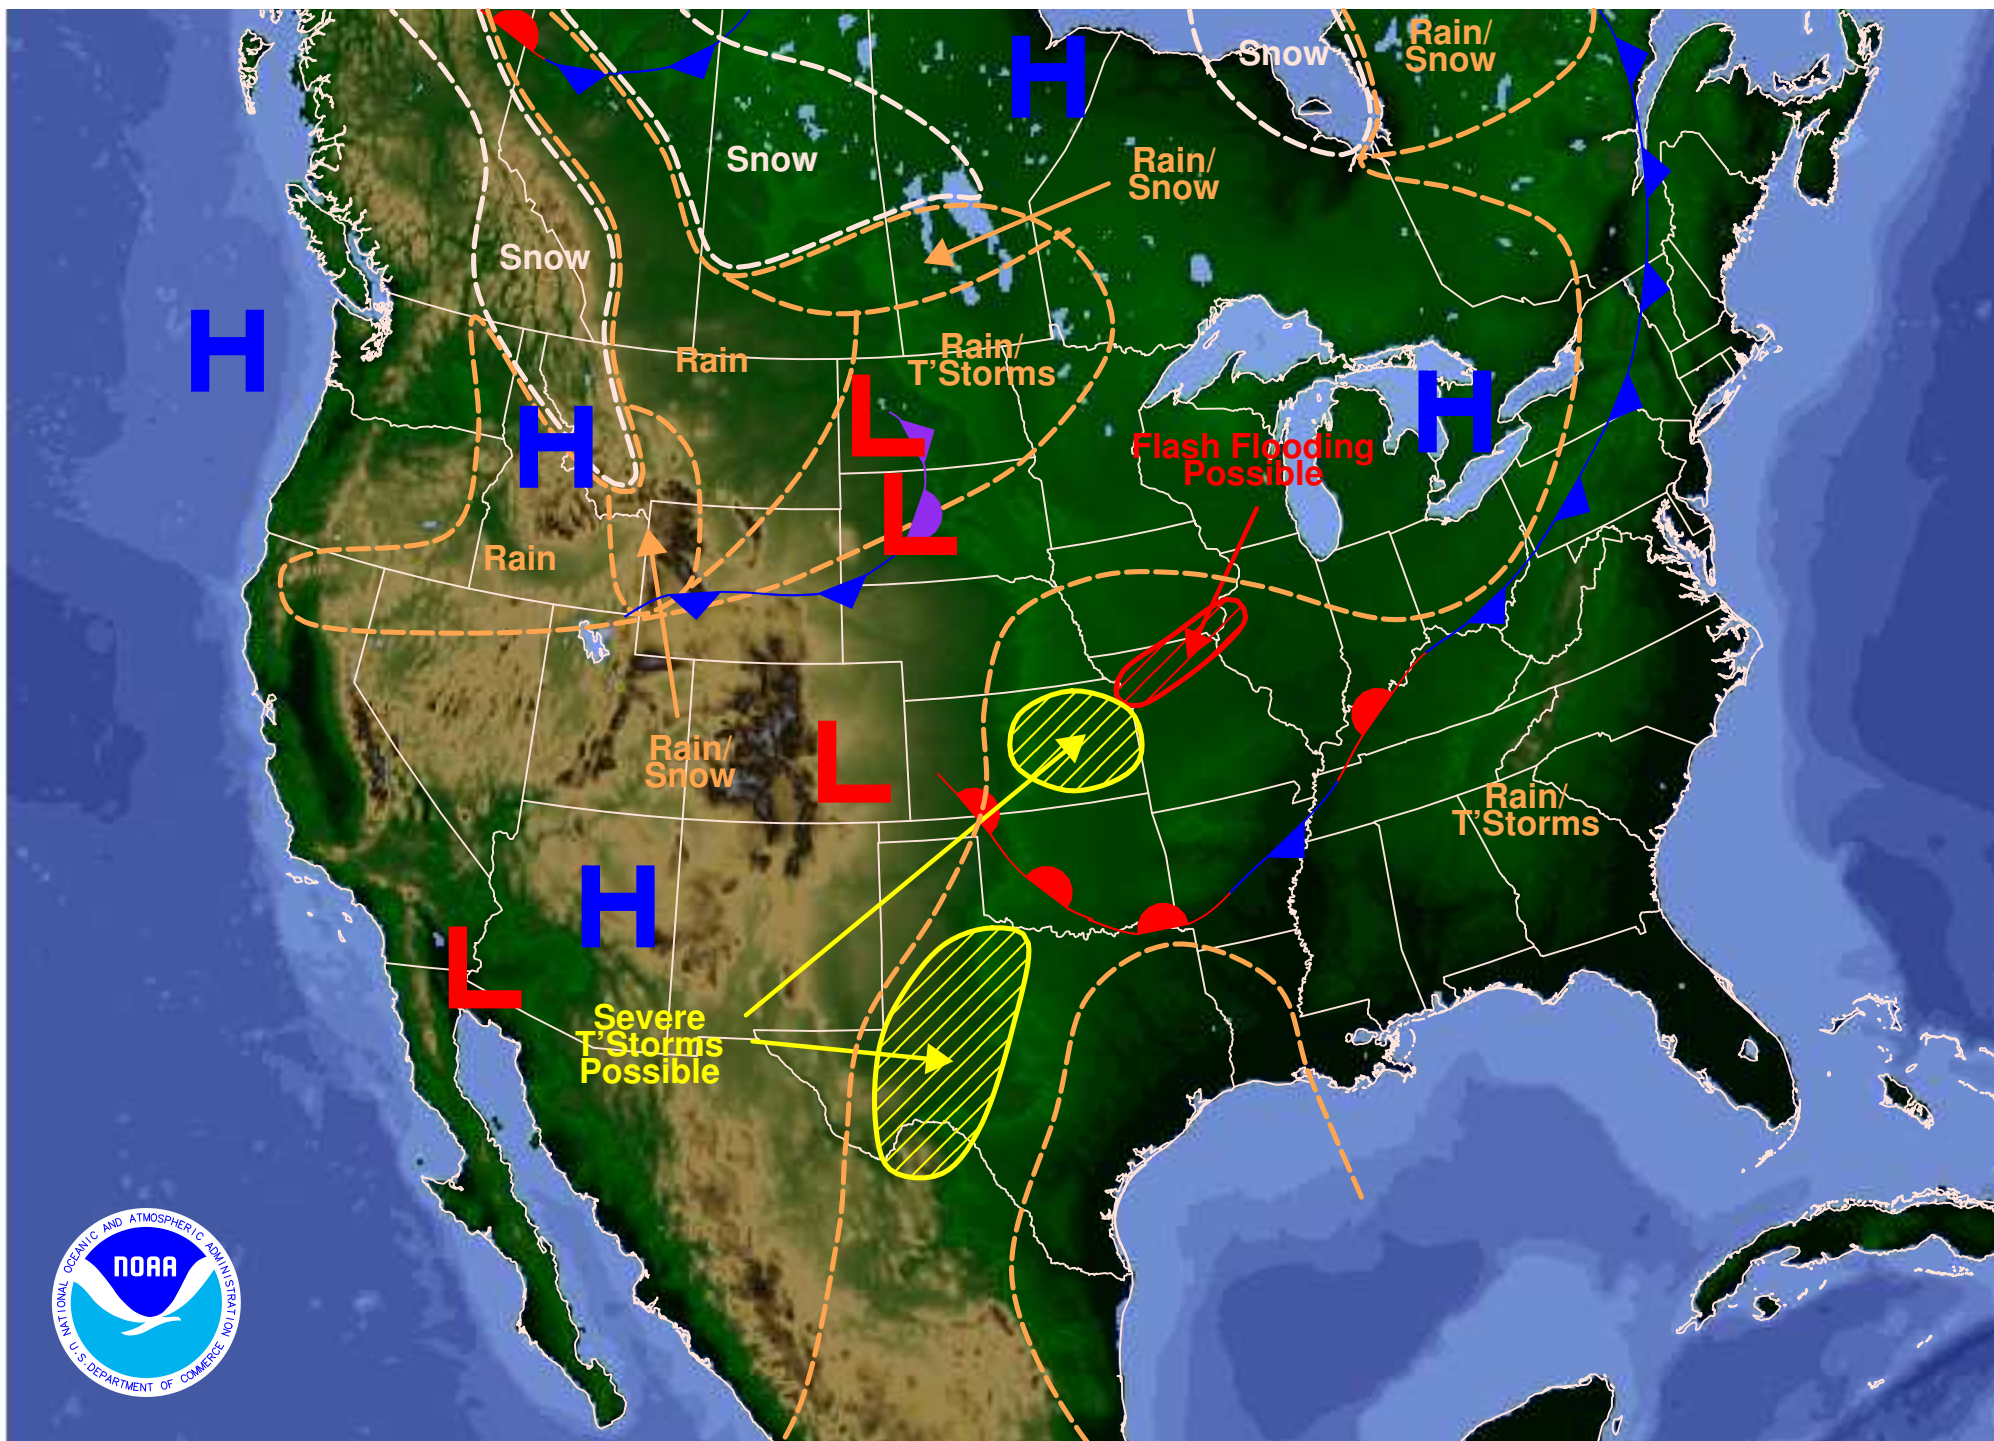 Rain/
Snow
Snow
H
Snow
Rain/
Snow
Snow
H
Rain
Rain/
T'Storms
L
H
H
Flash Flooding
Possible
L
Rain
Rain/
Snow
L
Rain/
T'Storms
H
L
Severe
T'Storms
Possible
NATIONAL OCEANIC AND ATMOSPHERIC ADMINISTRATION
NOAA
U.S. DEPARTMENT OF COMMERCE